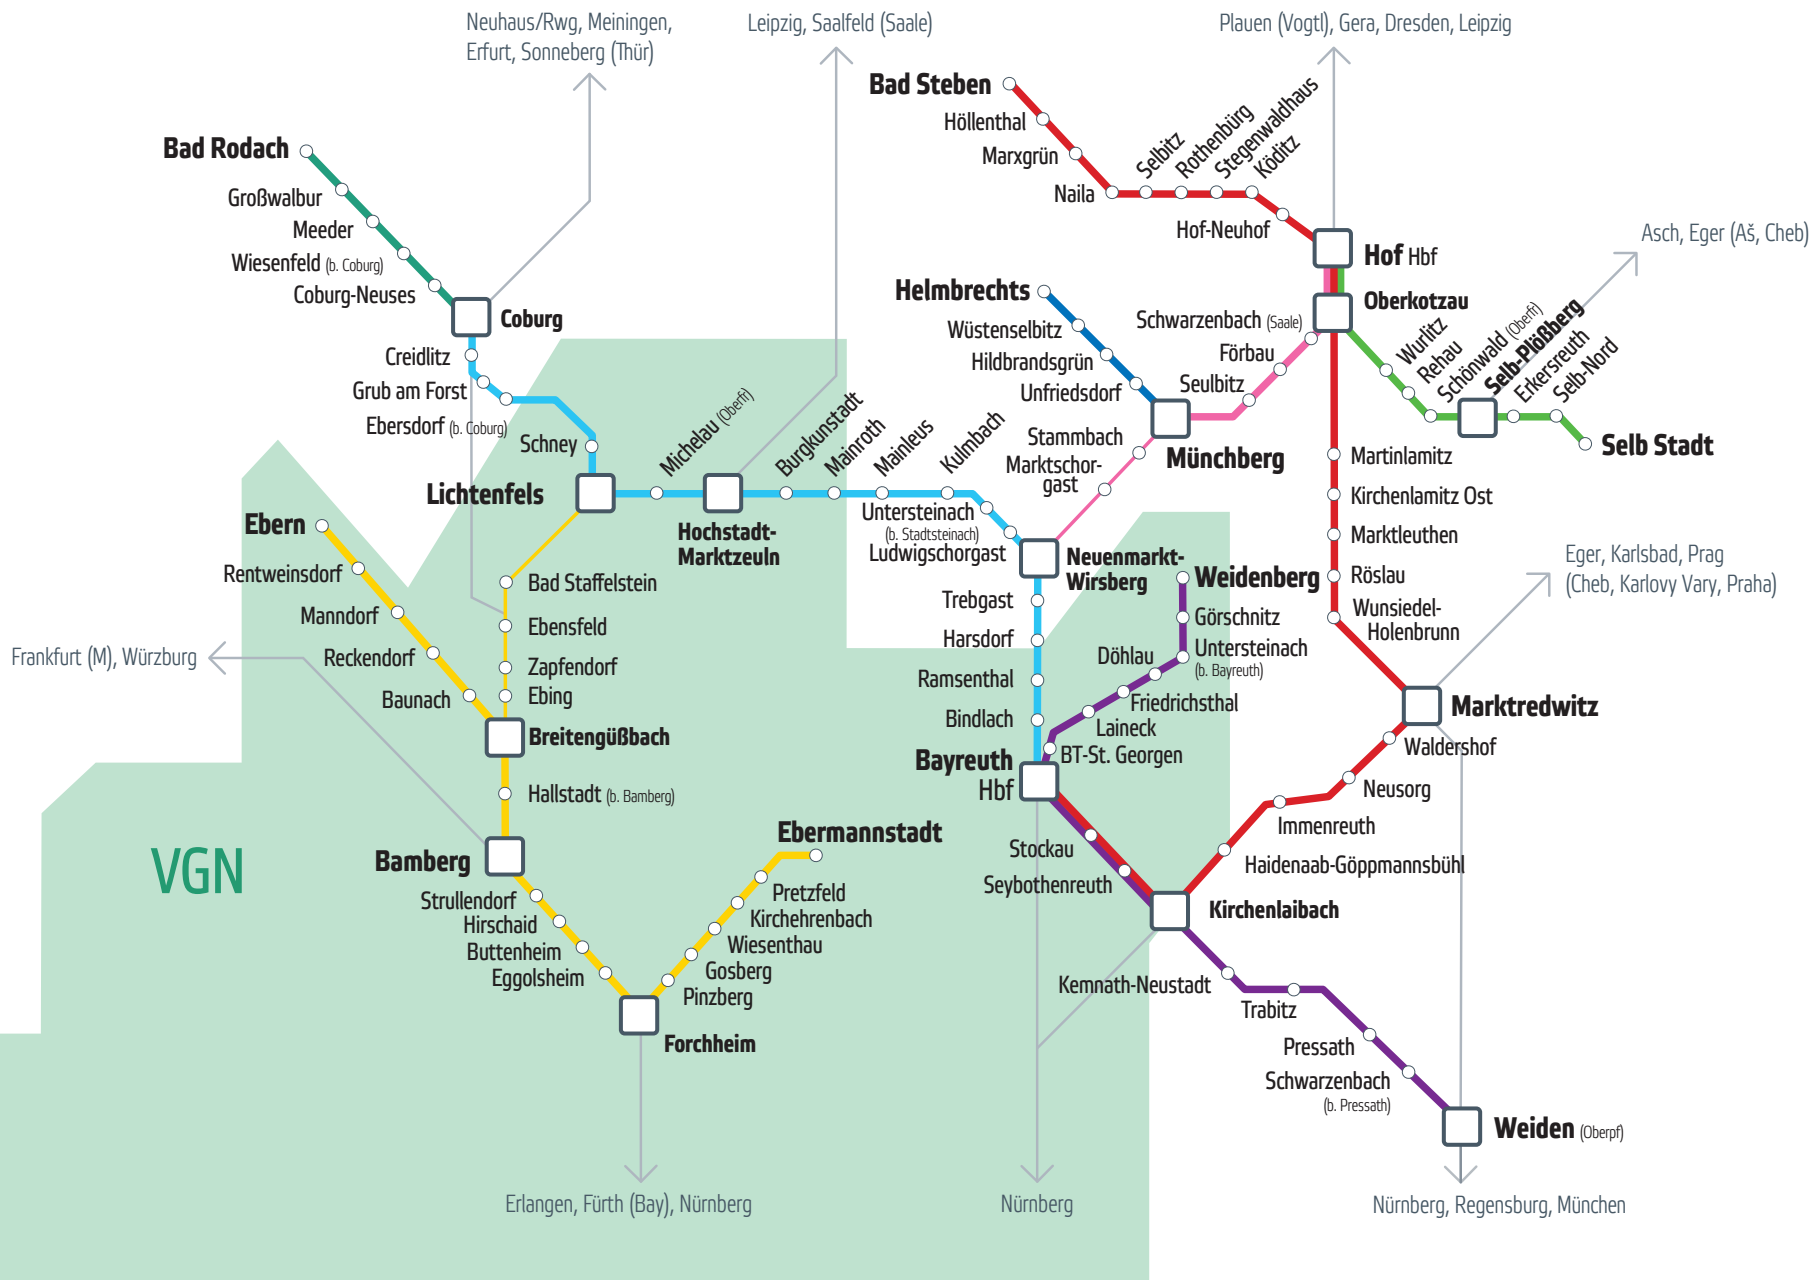 Neuhaus/Rwg, Meiningen,
Erfurt, Sonneberg (Thür)
Leipzig, Saalfeld (Saale)
Plauen (Vogtl), Gera, Dresden, Leipzig
Bad Steben
Höllenthal
Marxgrün
Naila
Selbitz
Rothenbürg
Stegenwaldhaus
Köditz
Hof-Neuhof
Hof Hbf
Oberkotzau
Asch, Eger (Aš, Cheb)
Bad Rodach
Großwalbur
Meeder
Wiesenfeld (b. Coburg)
Coburg-Neuses
Coburg
Creidlitz
Grub am Forst
Ebersdorf (b. Coburg)
Schney
Lichtenfels
Michelau (Oberfr)
Hochstadt-
Marktzeuln
Burgkunstadt
Mainroth
Mainleus
Kulmbach
Untersteinach
(b. Stadtsteinach)
Ludwigschorgast
Neuenmarkt-
Wirsberg
Helmbrechts
Wüstenselbitz
Hildbrandsgrün
Unfriedsdorf
Münchberg
Schwarzenbach (Saale)
Förbau
Seulbitz
Stammbach
Marktschor-
gast
Wurlitz
Rehau
Schönwald (Oberfr)
Selb-Plößberg
Erkersreuth
Selb-Nord
Selb Stadt
Martinlamitz
Kirchenlamitz Ost
Marktleuthen
Röslau
Wunsiedel-
Holenbrunn
Eger, Karlsbad, Prag
(Cheb, Karlovy Vary, Praha)
Marktredwitz
Waldershof
Neusorg
Immenreuth
Haidenaab-Göppmannsbühl
Kirchenlaibach
Ebern
Rentweinsdorf
Manndorf
Reckendorf
Baunach
Bad Staffelstein
Ebensfeld
Zapfendorf
Ebing
Breitengüßbach
Hallstadt (b. Bamberg)
Frankfurt (M), Würzburg
Bamberg
VGN
Strullendorf
Hirschaid
Buttenheim
Eggolsheim
Forchheim
Ebermannstadt
Pretzfeld
Kirchehrenbach
Wiesenthau
Gosberg
Pinzberg
Trebgast
Harsdorf
Ramsenthal
Bindlach
Bayreuth
Hbf
Weidenberg
Görschnitz
Untersteinach
(b. Bayreuth)
Döhlau
Friedrichsthal
Laineck
BT-St. Georgen
Stockau
Seybothenreuth
Kemnath-Neustadt
Trabitz
Pressath
Schwarzenbach
(b. Pressath)
Weiden (Oberpf)
Erlangen, Fürth (Bay), Nürnberg
Nürnberg
Nürnberg, Regensburg, München